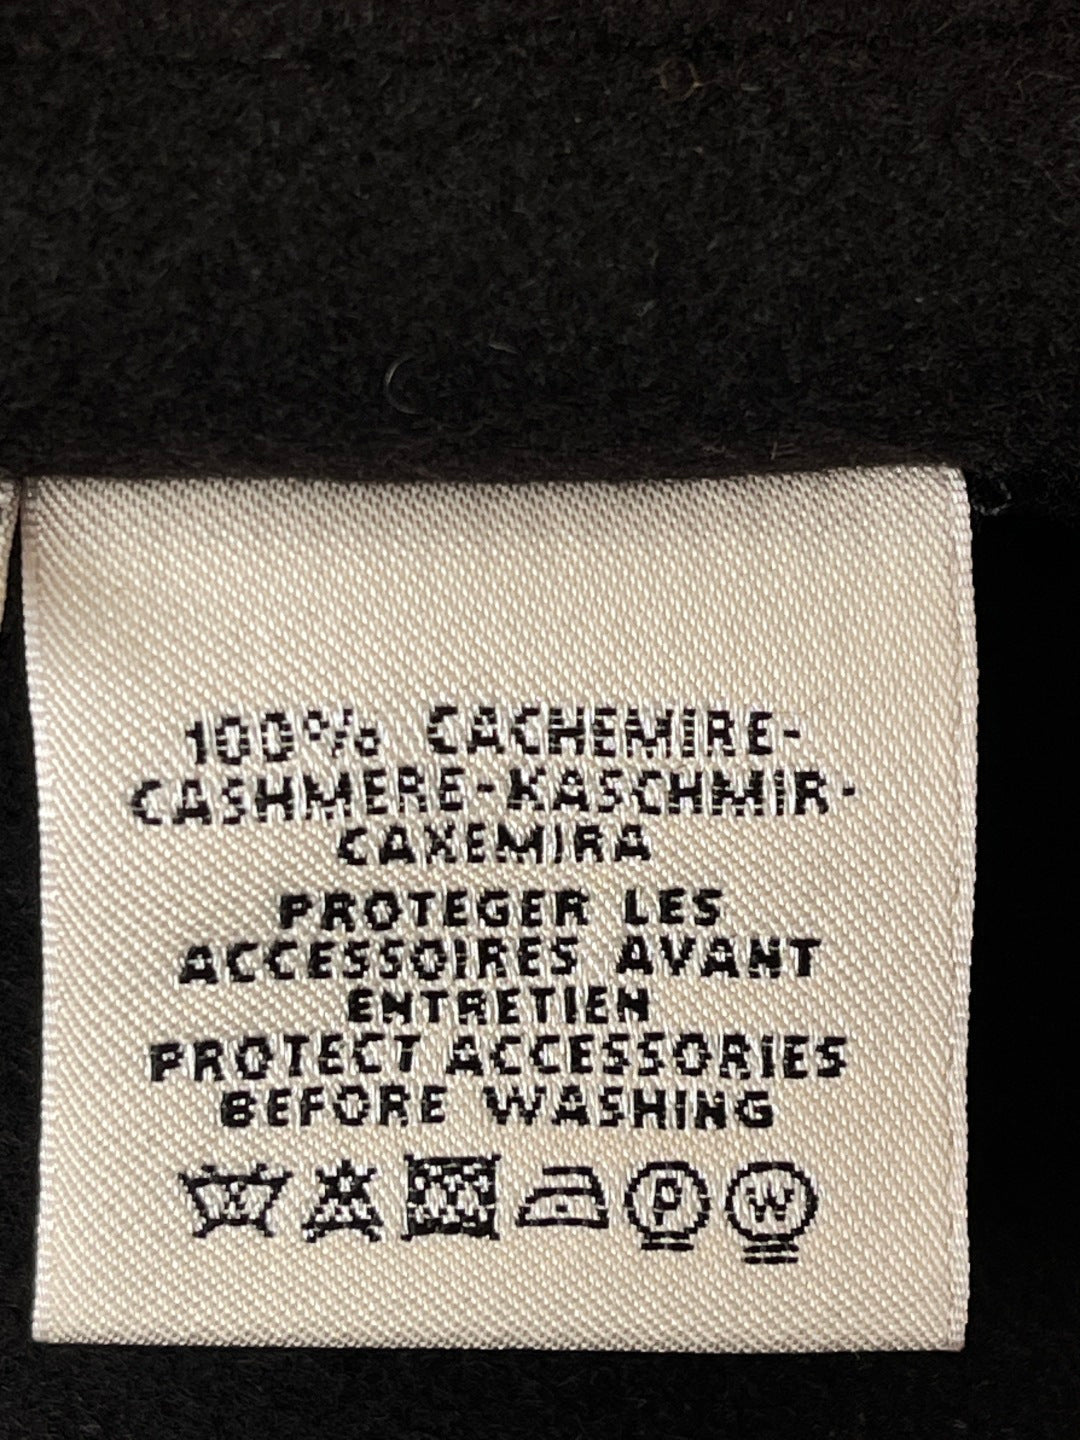 100% CACHEMIRE-
CASHMERE-KASCHMIR-
CAXEMIRA
PROTEGER LES
ACCESSOIRES AVANT
ENTRETIEN
PROTECT ACCESSORIES
BEFORE WASHING
P W